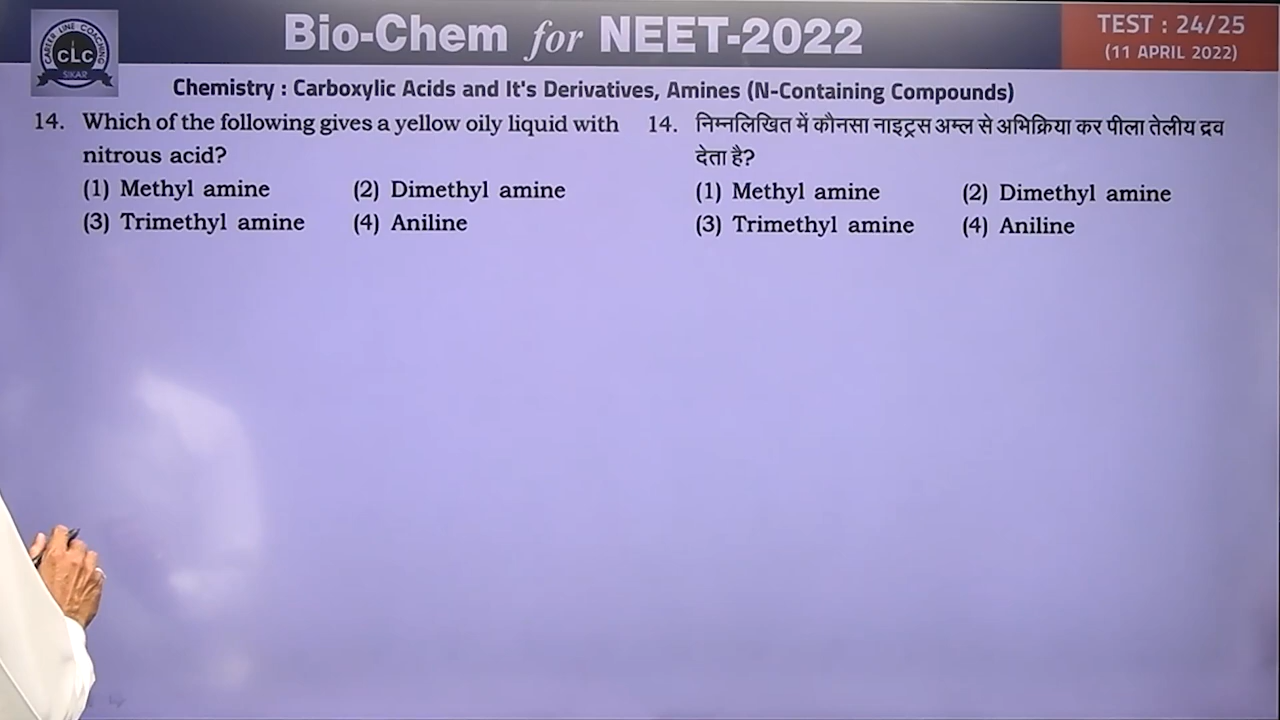 CAREER LINE COACHING
CLC
SIKAR
Bio-Chem for NEET-2022
TEST : 24/25
(11 APRIL 2022)
Chemistry : Carboxylic Acids and It's Derivatives, Amines (N-Containing Compounds)
14. Which of the following gives a yellow oily liquid with
nitrous acid?
(1) Methyl amine (2) Dimethyl amine
(3) Trimethyl amine (4) Aniline
14. निम्नलिखित में कौनसा नाइट्रस अम्ल से अभिक्रिया कर पीला तेलीय द्रव
देता है?
(1) Methyl amine (2) Dimethyl amine
(3) Trimethyl amine (4) Aniline